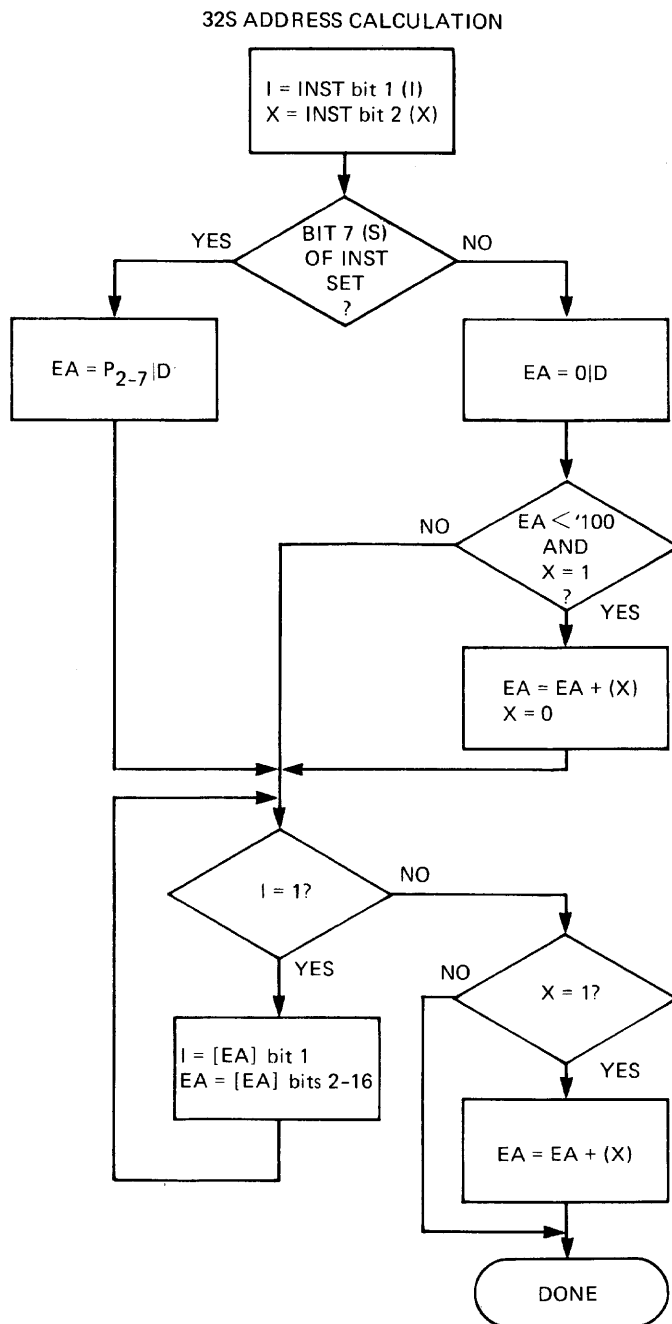 32S ADDRESS CALCULATION
I = INST bit 1 (I)
X = INST bit 2 (X)
BIT 7 (S)
OF INST
SET
?
YES
NO
EA = P2-7|D
EA = 0|D
EA < '100
AND
X = 1
?
NO
YES
EA = EA + (X)
X = 0
I = 1?
NO
YES
X = 1?
NO
YES
I = [EA] bit 1
EA = [EA] bits 2-16
EA = EA + (X)
DONE